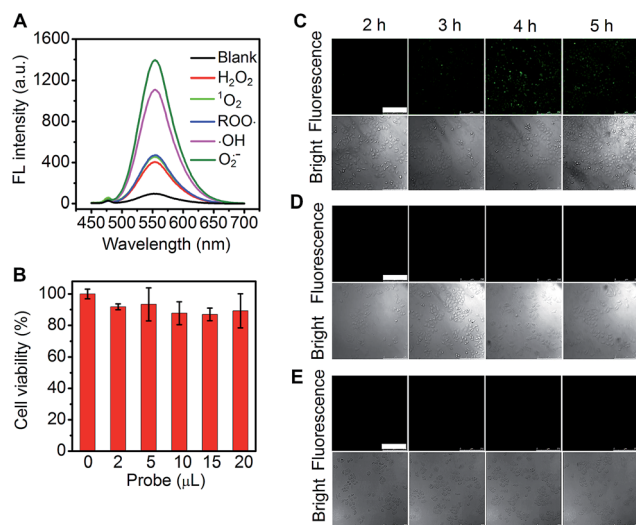 A
1600
1200
800
400
0
FL intensity (a.u.)
450 500 550 600 650 700
Wavelength (nm)
Blank
H₂O₂
¹O₂
ROO·
·OH
O₂⁻
B
100
80
60
40
20
0
Cell viability (%)
0 2 5 10 15 20
Probe (μL)
C
2 h 3 h 4 h 5 h
Fluorescence
Bright
D
Fluorescence
Bright
E
Fluorescence
Bright